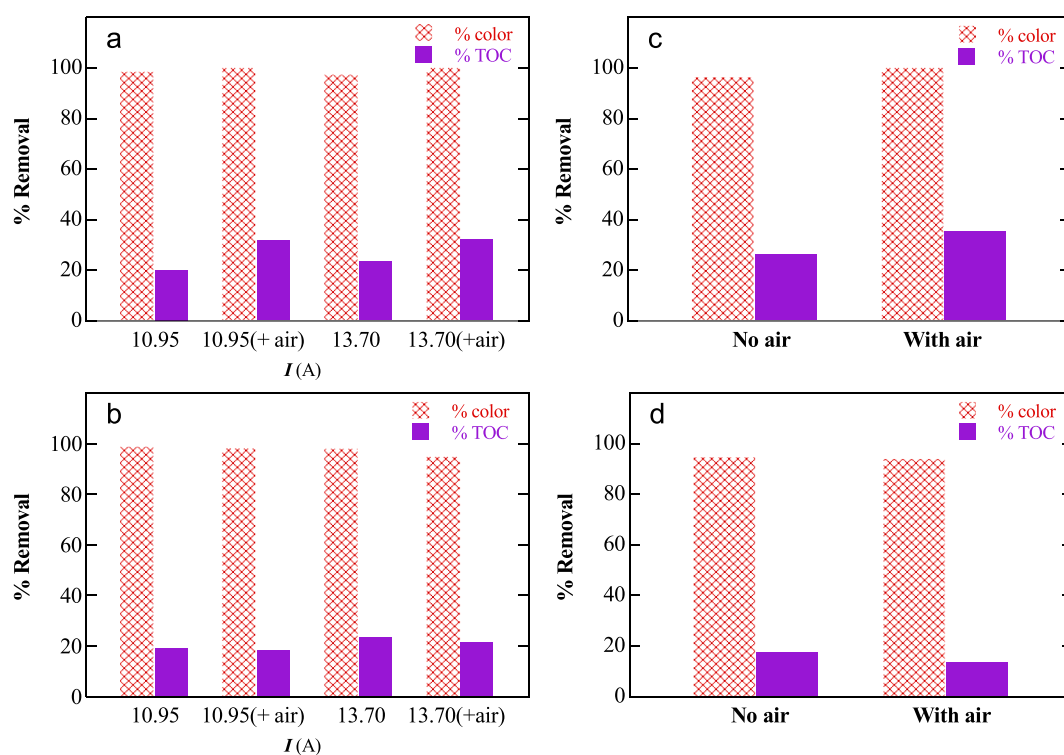 a
% color
% TOC
100
80
60
40
20
0
% Removal
10.95
10.95(+ air)
13.70
13.70(+air)
I (A)
c
% color
% TOC
100
80
60
40
20
0
% Removal
No air
With air
b
% color
% TOC
100
80
60
40
20
0
% Removal
10.95
10.95(+ air)
13.70
13.70(+air)
I (A)
d
% color
% TOC
100
80
60
40
20
0
% Removal
No air
With air